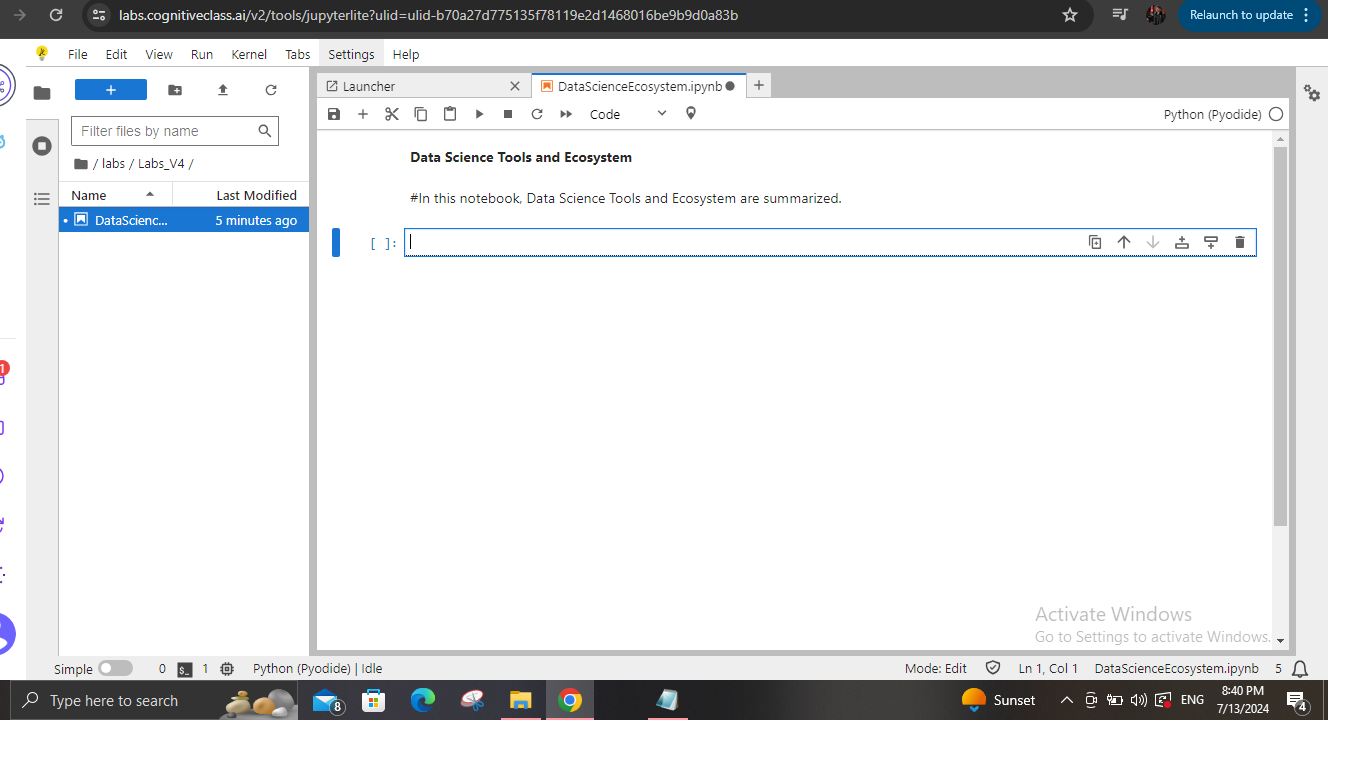 labs.cognitiveclass.ai/v2/tools/jupyterlite?ulid=ulid-b70a27d775135f78119e2d1468016be9b9d0a83b
Relaunch to update
File Edit View Run Kernel Tabs Settings Help
+
Launcher
DataScienceEcosystem.ipynb
Code
Python (Pyodide)
Filter files by name
/ labs / Labs_V4 /
Name
Last Modified
DataScienc...
5 minutes ago
Data Science Tools and Ecosystem
#In this notebook, Data Science Tools and Ecosystem are summarized.
[ ]:
1
Activate Windows
Go to Settings to activate Windows.
Simple
0
$_
1
Python (Pyodide) | Idle
Mode: Edit
Ln 1, Col 1
DataScienceEcosystem.ipynb
5
Type here to search
8
Sunset
ENG
8:40 PM
7/13/2024
4